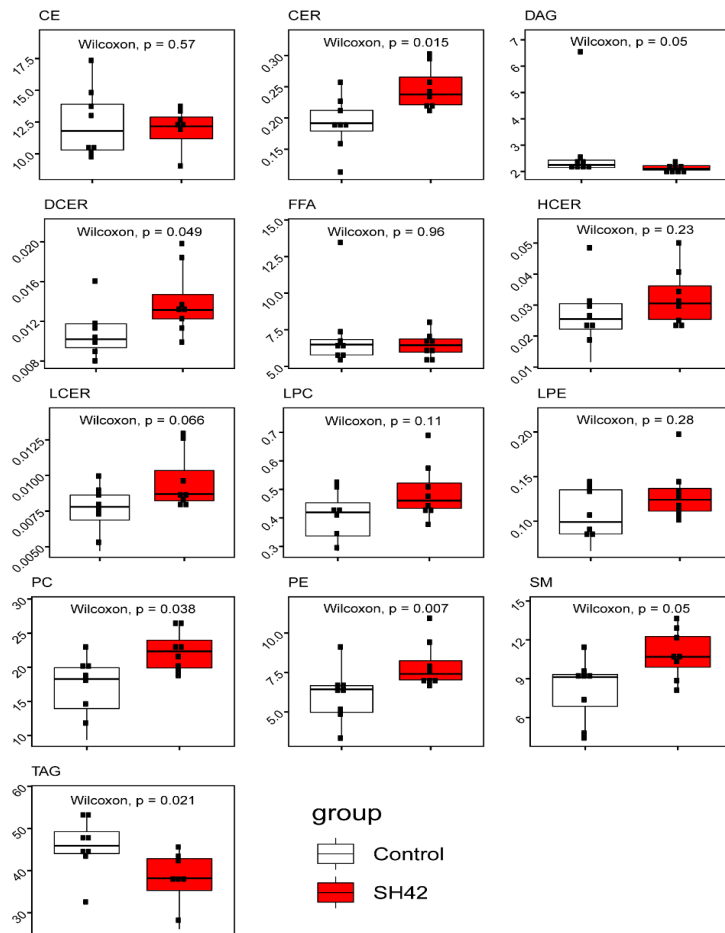 CE
Wilcoxon, p = 0.57
17.5
15.0
12.5
10.0
CER
Wilcoxon, p = 0.015
0.30
0.25
0.20
0.15
DAG
Wilcoxon, p = 0.05
7
6
5
4
3
2
DCER
Wilcoxon, p = 0.049
0.020
0.016
0.012
0.008
FFA
Wilcoxon, p = 0.96
15.0
12.5
10.0
7.5
5.0
HCER
Wilcoxon, p = 0.23
0.05
0.04
0.03
0.02
0.01
LCER
Wilcoxon, p = 0.066
0.0125
0.0100
0.0075
0.0050
LPC
Wilcoxon, p = 0.11
0.7
0.6
0.5
0.4
0.3
LPE
Wilcoxon, p = 0.28
0.20
0.15
0.10
PC
Wilcoxon, p = 0.038
30
25
20
15
10
PE
Wilcoxon, p = 0.007
10.0
7.5
5.0
SM
Wilcoxon, p = 0.05
15
12
9
6
TAG
Wilcoxon, p = 0.021
60
50
40
30
group
Control
SH42